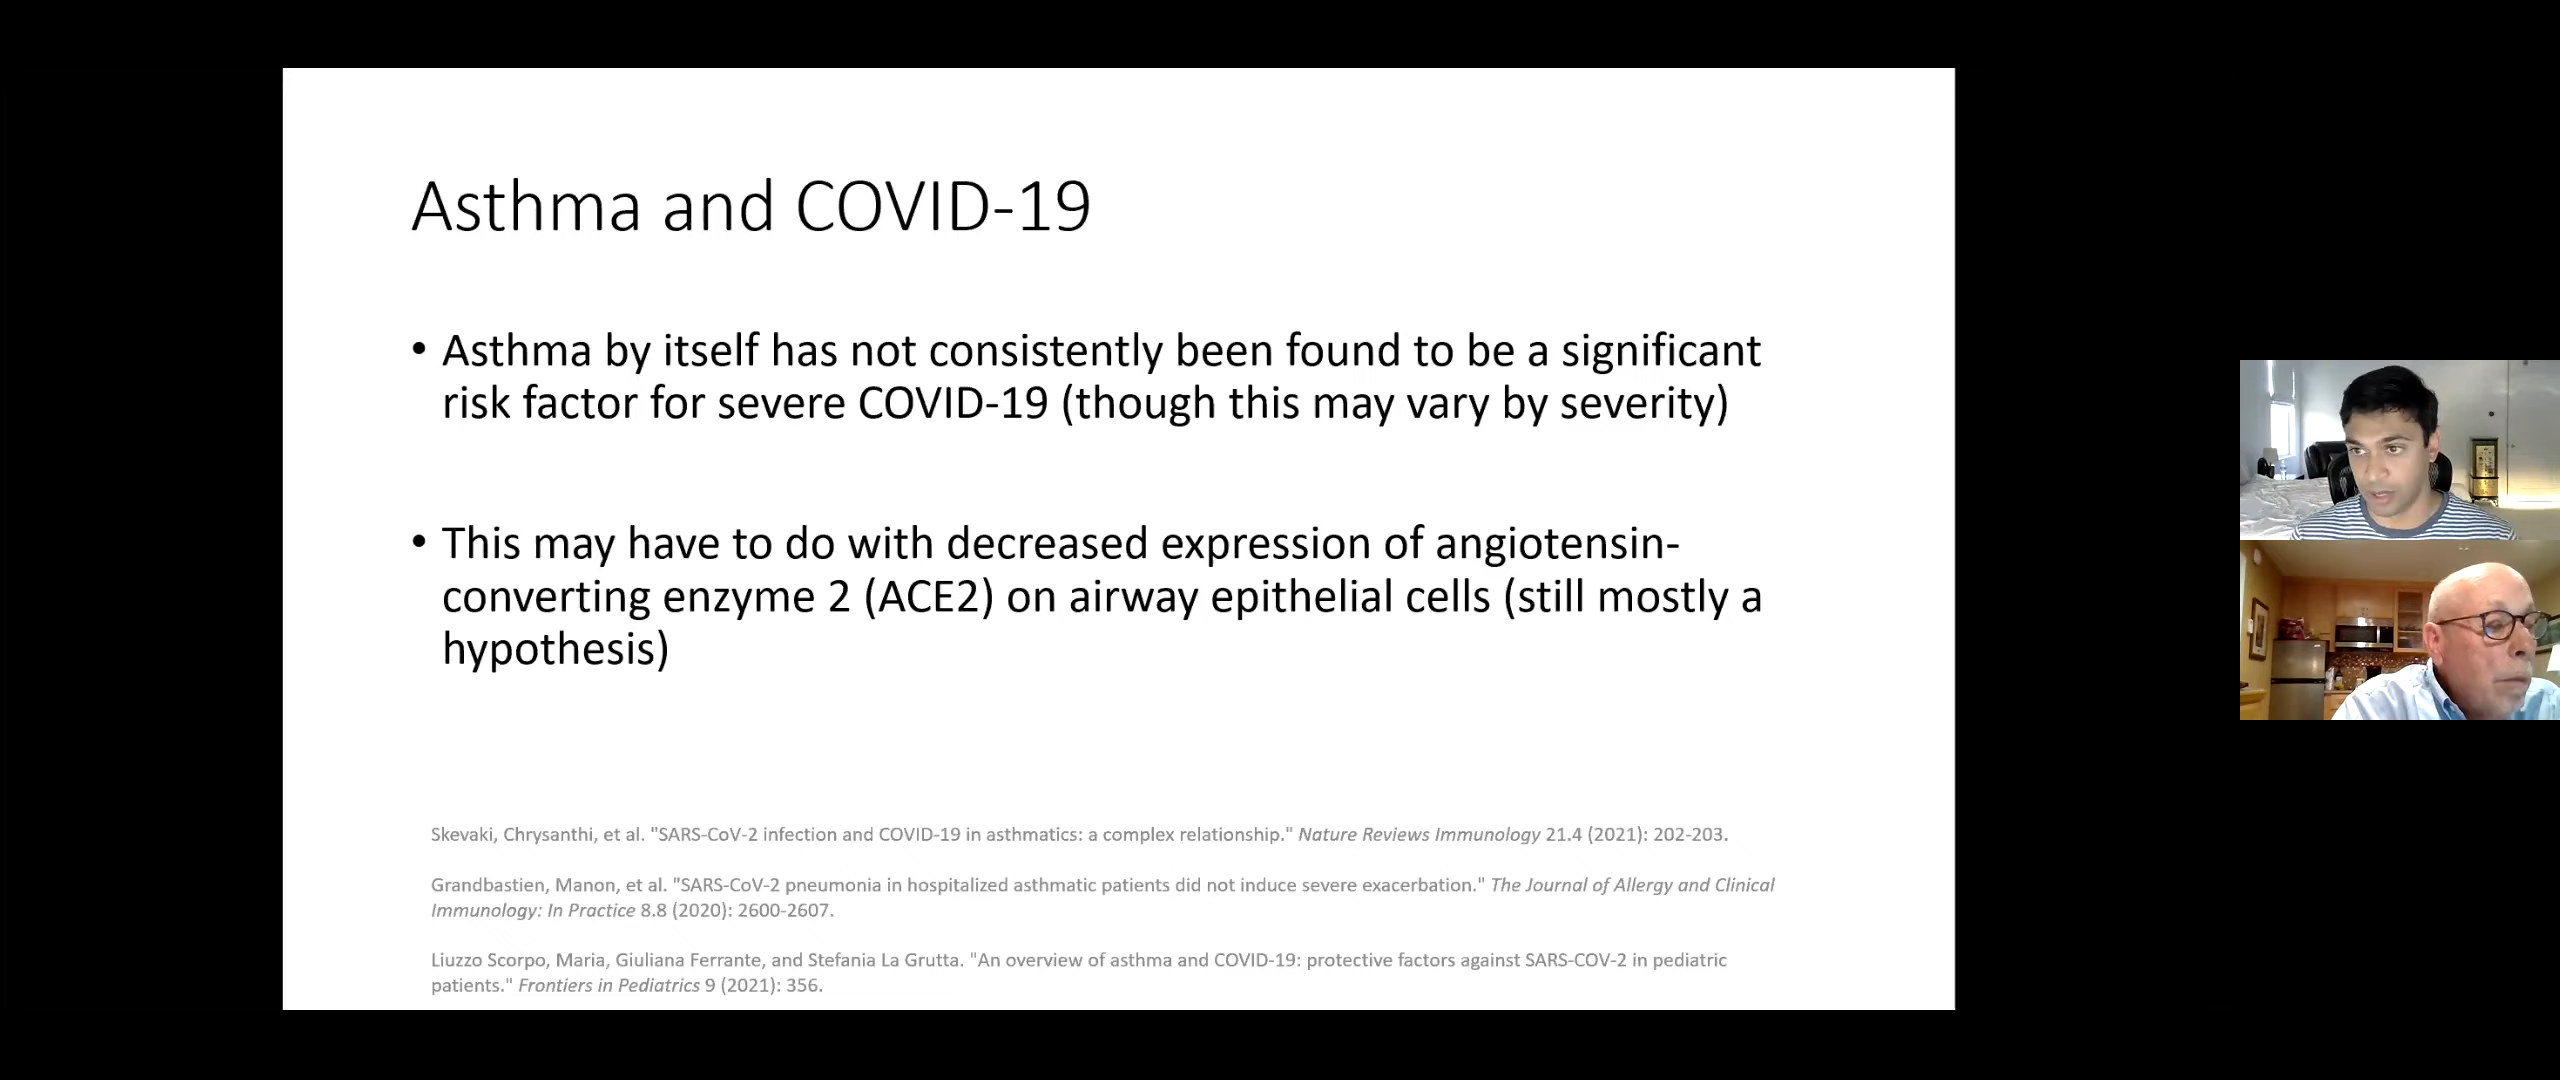 Asthma and COVID-19
• Asthma by itself has not consistently been found to be a significant
risk factor for severe COVID-19 (though this may vary by severity)
• This may have to do with decreased expression of angiotensin-
converting enzyme 2 (ACE2) on airway epithelial cells (still mostly a
hypothesis)
Skevaki, Chrysanthi, et al. "SARS-CoV-2 infection and COVID-19 in asthmatics: a complex relationship." Nature Reviews Immunology 21.4 (2021): 202-203.
Grandbastien, Manon, et al. "SARS-CoV-2 pneumonia in hospitalized asthmatic patients did not induce severe exacerbation." The Journal of Allergy and Clinical
Immunology: In Practice 8.8 (2020): 2600-2607.
Liuzzo Scorpo, Maria, Giuliana Ferrante, and Stefania La Grutta. "An overview of asthma and COVID-19: protective factors against SARS-COV-2 in pediatric
patients." Frontiers in Pediatrics 9 (2021): 356.